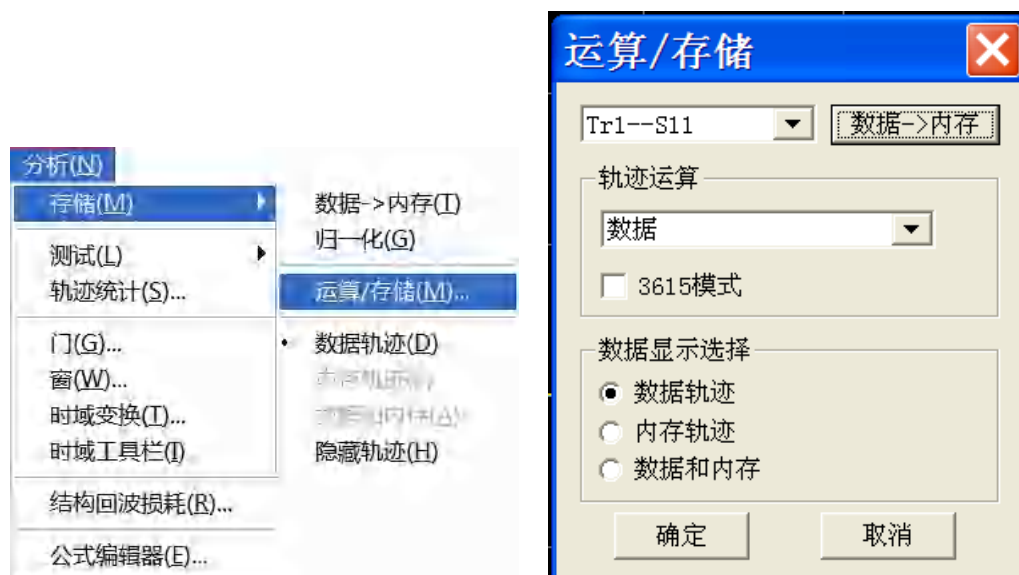 分析(N)
存储(M)
测试(L)
轨迹统计(S)...
门(G)...
窗(W)...
时域变换(T)...
时域工具栏(I)
结构回波损耗(R)...
公式编辑器(E)...
数据->内存(T)
归一化(G)
运算/存储(M)...
数据轨迹(D)
隐藏轨迹(H)
运算/存储
Tr1--S11
数据->内存
轨迹运算
数据
3615模式
数据显示选择
数据轨迹
内存轨迹
数据和内存
确定
取消